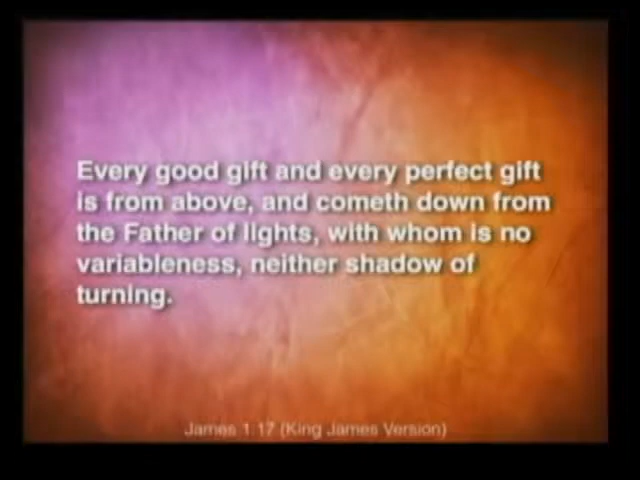 Every good gift and every perfect gift
is from above, and cometh down from
the Father of lights, with whom is no
variableness, neither shadow of
turning.
James 1:17 (King James Version)